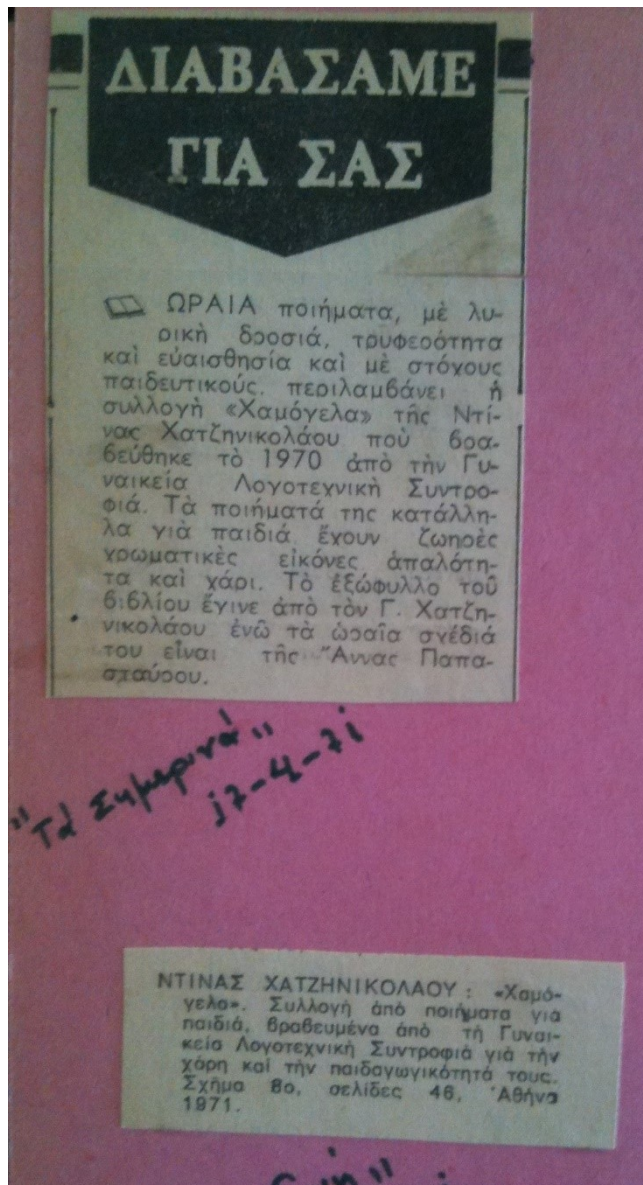 ΔΙΑΒΑΣΑΜΕ
ΓΙΑ ΣΑΣ
ΩΡΑΙΑ ποιήματα, μὲ λυ-
ρικὴ δροσιά, τρυφερότητα
καὶ εὐαισθησία καὶ μὲ στόχους
παιδευτικούς, περιλαμβάνει ἡ
συλλογὴ «Χαμόγελα» τῆς Ντί-
νας Χατζηνικολάου ποὺ βρα-
βεύθηκε τὸ 1970 ἀπὸ τὴν Γυ-
ναικεία Λογοτεχνικὴ Συντρο-
φιά. Τὰ ποιήματά της κατάλλη-
λα γιὰ παιδιά ἔχουν ζωηρὲς
χρωματικὲς εἰκόνες ἁπαλότη-
τα καὶ χάρι. Τὸ ἐξώφυλλο τοῦ
βιβλίου ἔγινε ἀπὸ τὸν Γ. Χατζη-
νικολάου ἐνῶ τὰ ὡραῖα σχέδιά
του εἶναι τῆς Ἄννας Παπα-
σταύρου.
"Τὰ Σημερινά"
17-4-71
ΝΤΙΝΑΣ ΧΑΤΖΗΝΙΚΟΛΑΟΥ: «Χαμό-
γελα». Συλλογὴ ἀπὸ ποιήματα γιὰ
παιδιά, βραβευμένα ἀπὸ τὴ Γυναι-
κεία Λογοτεχνικὴ Συντροφιὰ γιὰ τὴν
χάρη καὶ τὴν παιδαγωγικότητά τους.
Σχῆμα 8ο, σελίδες 46, Ἀθήνα
1971.